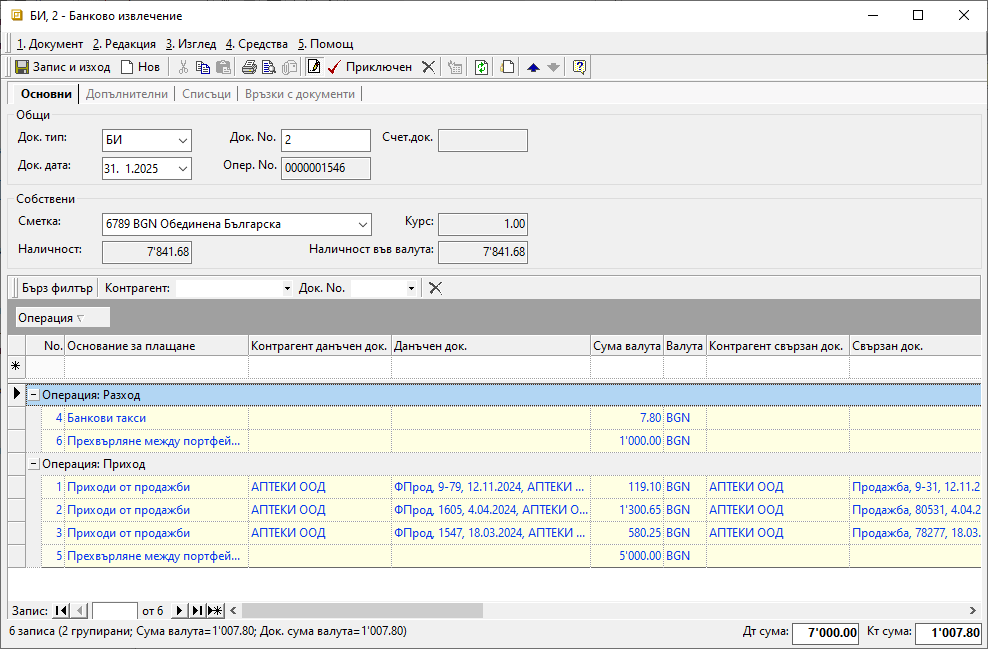 БИ, 2 - Банково извлечение
1. Документ 2. Редакция 3. Изглед 4. Средства 5. Помощ
Запис и изход Нов Приключен
Основни Допълнителни Списъци Връзки с документи
Общи
Док. тип: БИ Док. No. 2 Счет.док.
Док. дата: 31. 1.2025 Опер. No. 0000001546
Собствени
Сметка: 6789 BGN Обединена Българска Курс: 1.00
Наличност: 7'841.68 Наличност във валута: 7'841.68
Бърз филтър Контрагент: Док. No.
Операция
No. Основание за плащане Контрагент данъчен док. Данъчен док. Сума валута Валута Контрагент свързан док. Свързан док.
Операция: Разход
4 Банкови такси 7.80 BGN
6 Прехвърляне между портфей... 1'000.00 BGN
Операция: Приход
1 Приходи от продажби АПТЕКИ ООД ФПрод, 9-79, 12.11.2024, АПТЕКИ ... 119.10 BGN АПТЕКИ ООД Продажба, 9-31, 12.11.2
2 Приходи от продажби АПТЕКИ ООД ФПрод, 1605, 4.04.2024, АПТЕКИ О... 1'300.65 BGN АПТЕКИ ООД Продажба, 80531, 4.04.2
3 Приходи от продажби АПТЕКИ ООД ФПрод, 1547, 18.03.2024, АПТЕКИ ... 580.25 BGN АПТЕКИ ООД Продажба, 78277, 18.03.
5 Прехвърляне между портфей... 5'000.00 BGN
Запис: от 6
6 записа (2 групирани; Сума валута=1'007.80; Док. сума валута=1'007.80) Дт сума: 7'000.00 Кт сума: 1'007.80